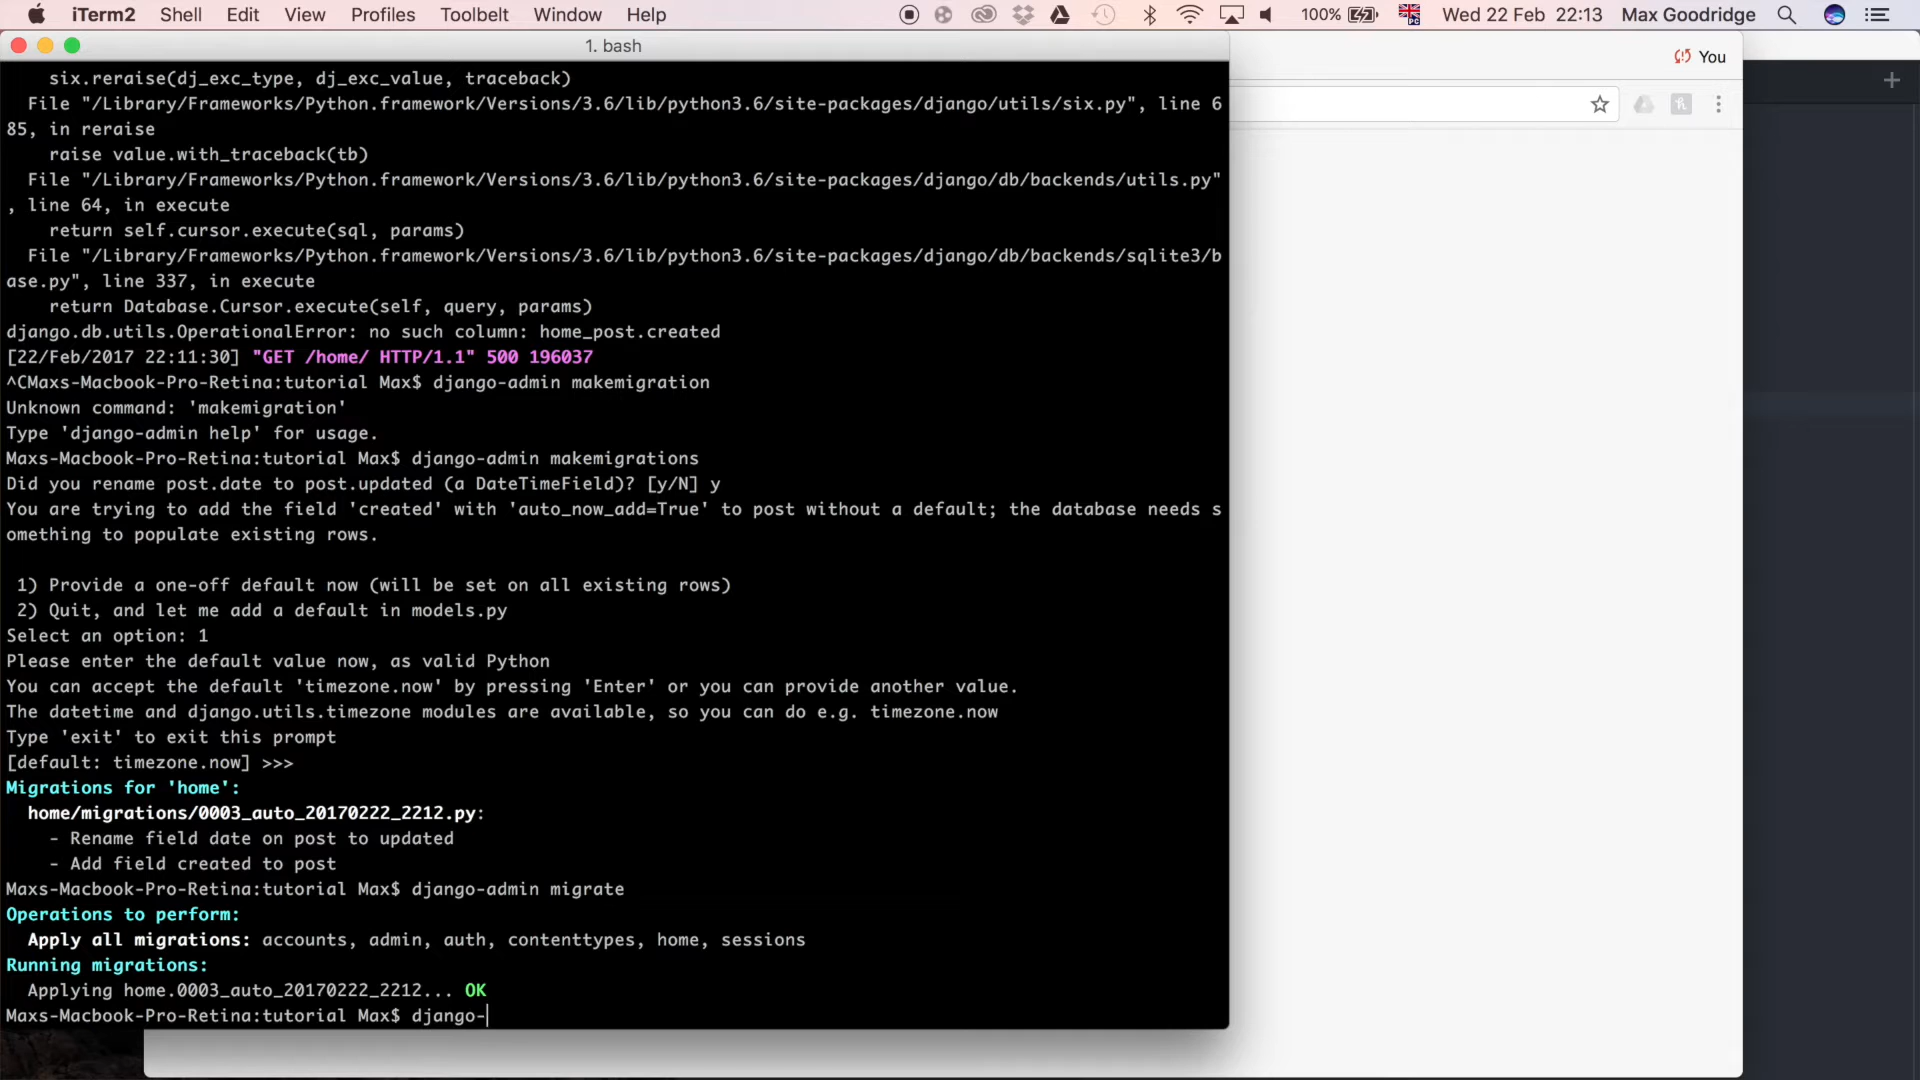 iTerm2 Shell Edit View Profiles Toolbelt Window Help 100% Wed 22 Feb 22:13 Max Goodridge
1. bash
You
six.reraise(dj_exc_type, dj_exc_value, traceback)
File "/Library/Frameworks/Python.framework/Versions/3.6/lib/python3.6/site-packages/django/utils/six.py", line 6
85, in reraise
raise value.with_traceback(tb)
File "/Library/Frameworks/Python.framework/Versions/3.6/lib/python3.6/site-packages/django/db/backends/utils.py"
, line 64, in execute
return self.cursor.execute(sql, params)
File "/Library/Frameworks/Python.framework/Versions/3.6/lib/python3.6/site-packages/django/db/backends/sqlite3/b
ase.py", line 337, in execute
return Database.Cursor.execute(self, query, params)
django.db.utils.OperationalError: no such column: home_post.created
[22/Feb/2017 22:11:30] "GET /home/ HTTP/1.1" 500 196037
^CMaxs-Macbook-Pro-Retina:tutorial Max$ django-admin makemigration
Unknown command: 'makemigration'
Type 'django-admin help' for usage.
Maxs-Macbook-Pro-Retina:tutorial Max$ django-admin makemigrations
Did you rename post.date to post.updated (a DateTimeField)? [y/N] y
You are trying to add the field 'created' with 'auto_now_add=True' to post without a default; the database needs s
omething to populate existing rows.
1) Provide a one-off default now (will be set on all existing rows)
2) Quit, and let me add a default in models.py
Select an option: 1
Please enter the default value now, as valid Python
You can accept the default 'timezone.now' by pressing 'Enter' or you can provide another value.
The datetime and django.utils.timezone modules are available, so you can do e.g. timezone.now
Type 'exit' to exit this prompt
[default: timezone.now] >>>
Migrations for 'home':
home/migrations/0003_auto_20170222_2212.py:
- Rename field date on post to updated
- Add field created to post
Maxs-Macbook-Pro-Retina:tutorial Max$ django-admin migrate
Operations to perform:
Apply all migrations: accounts, admin, auth, contenttypes, home, sessions
Running migrations:
Applying home.0003_auto_20170222_2212... OK
Maxs-Macbook-Pro-Retina:tutorial Max$ django-